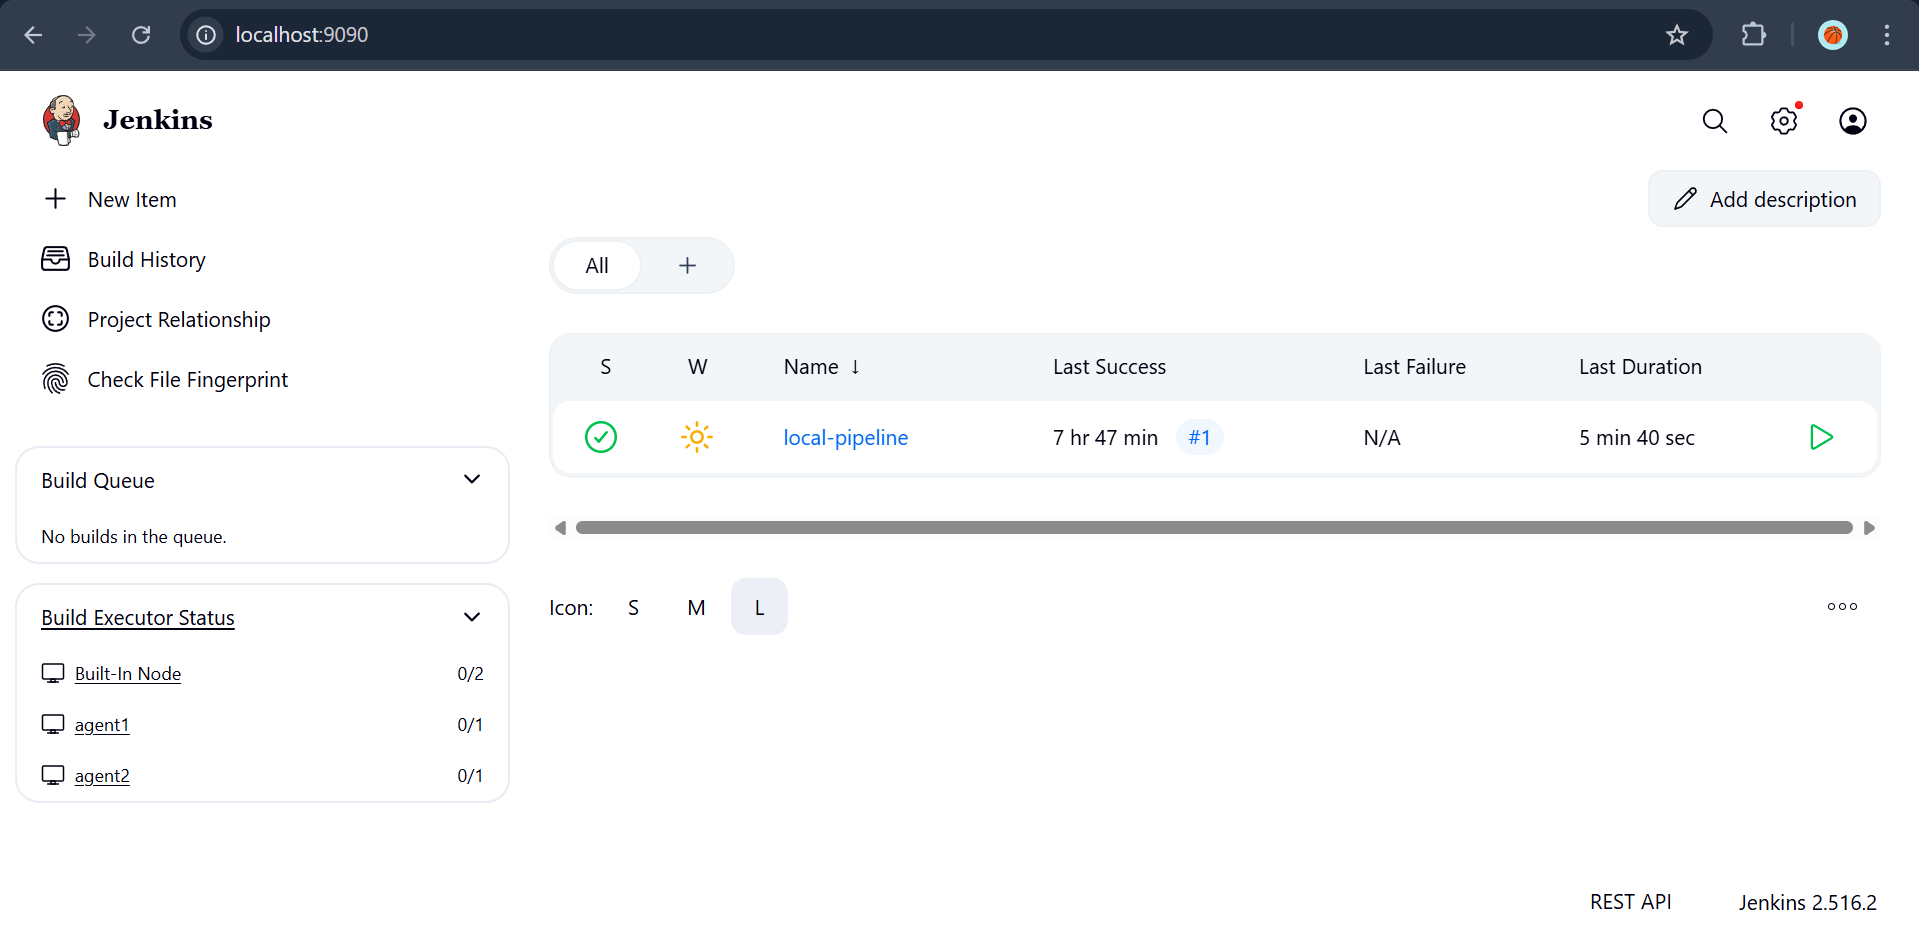 localhost:9090
Jenkins
New Item
Build History
Project Relationship
Check File Fingerprint
Add description
All
S W Name ↓ Last Success Last Failure Last Duration
local-pipeline 7 hr 47 min #1 N/A 5 min 40 sec
Build Queue
No builds in the queue.
Build Executor Status
Built-In Node 0/2
agent1 0/1
agent2 0/1
Icon: S M L
REST API Jenkins 2.516.2